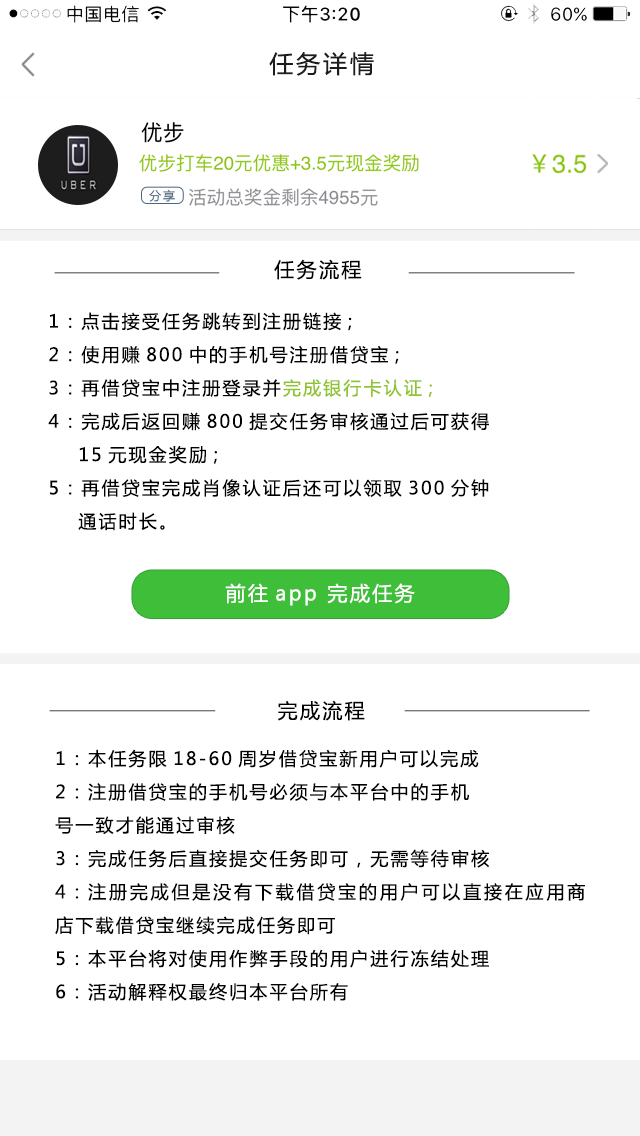 中国电信 下午3:20 60%
任务详情
优步
优步打车20元优惠+3.5元现金奖励 ¥3.5
UBER
分享 活动总奖金剩余4955元
任务流程
1：点击接受任务跳转到注册链接；
2：使用赚 800 中的手机号注册借贷宝；
3：再借贷宝中注册登录并完成银行卡认证；
4：完成后返回赚 800 提交任务审核通过后可获得
15 元现金奖励；
5：再借贷宝完成肖像认证后还可以领取 300 分钟
通话时长。
前往 app 完成任务
完成流程
1：本任务限 18-60 周岁借贷宝新用户可以完成
2：注册借贷宝的手机号必须与本平台中的手机
号一致才能通过审核
3：完成任务后直接提交任务即可，无需等待审核
4：注册完成但是没有下载借贷宝的用户可以直接在应用商
店下载借贷宝继续完成任务即可
5：本平台将对使用作弊手段的用户进行冻结处理
6：活动解释权最终归本平台所有